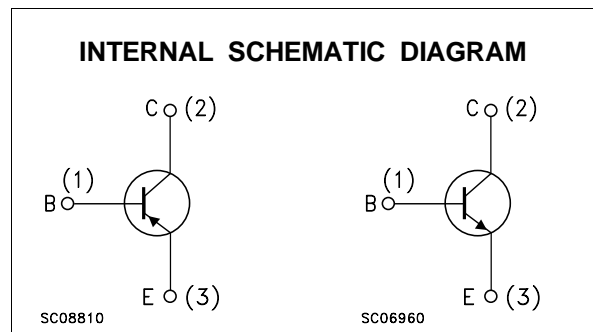 INTERNAL SCHEMATIC DIAGRAM
C (2)
(1)
B
E (3)
SC08810
C (2)
(1)
B
E (3)
SC06960